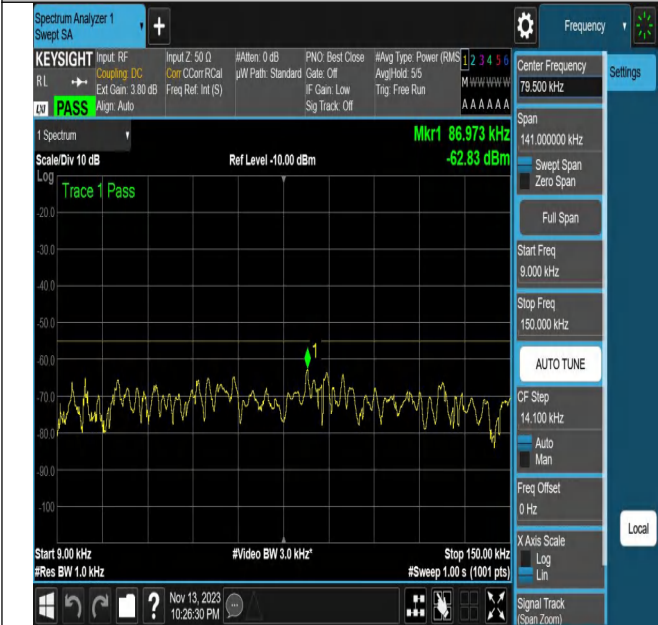 Spectrum Analyzer 1
Swept SA
+
Frequency
KEYSIGHT
RL
LXI PASS
Input: RF
Coupling: DC
Ext Gain: 3.80 dB
Align: Auto
Input Z: 50 Ω
Corr CCorr RCal
Freq Ref: Int (S)
#Atten: 0 dB
µW Path: Standard
PNO: Best Close
Gate: Off
IF Gain: Low
Sig Track: Off
#Avg Type: Power (RMS
Avg|Hold: 5/5
Trig: Free Run
1 2 3 4 5 6
M W W W W W
A A A A A A
1 Spectrum
Scale/Div 10 dB
Ref Level -10.00 dBm
Mkr1 86.973 kHz
-62.83 dBm
Log
Trace 1 Pass
-20.0
-30.0
-40.0
-50.0
-60.0
-70.0
-80.0
-90.0
-100
1
Start 9.00 kHz
#Res BW 1.0 kHz
#Video BW 3.0 kHz*
Stop 150.00 kHz
#Sweep 1.00 s (1001 pts)
Center Frequency
79.500 kHz
Settings
Span
141.000000 kHz
Swept Span
Zero Span
Full Span
Start Freq
9.000 kHz
Stop Freq
150.000 kHz
AUTO TUNE
CF Step
14.100 kHz
Auto
Man
Freq Offset
0 Hz
X Axis Scale
Log
Lin
Local
Signal Track
(Span Zoom)
?
Nov 13, 2023
10:26:30 PM